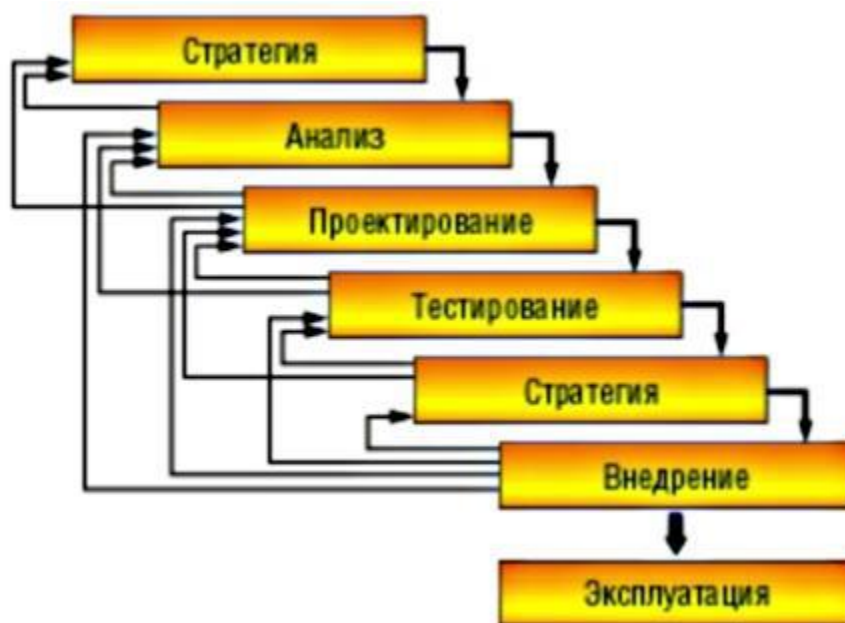 Стратегия
Анализ
Проектирование
Тестирование
Стратегия
Внедрение
Эксплуатация